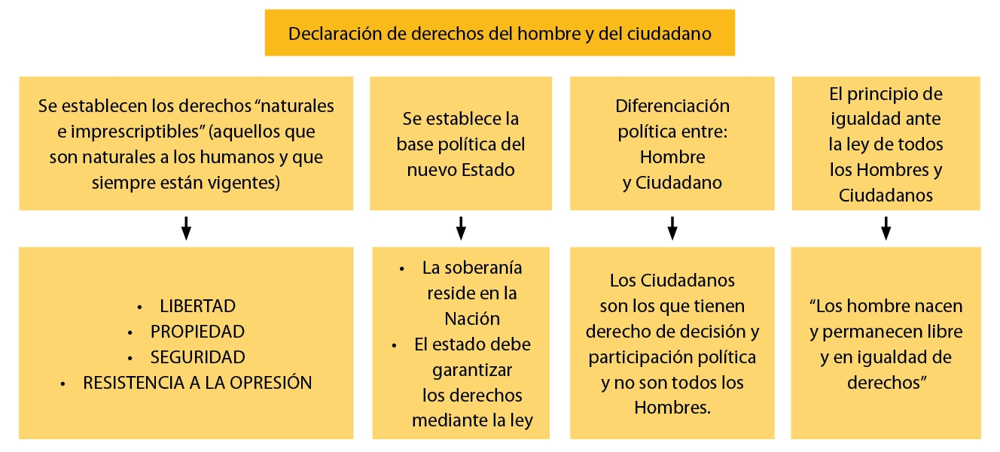 Declaración de derechos del hombre y del ciudadano
Se establecen los derechos “naturales
e imprescriptibles” (aquellos que
son naturales a los humanos y que
siempre están vigentes)
Se establece la
base política del
nuevo Estado
Diferenciación
política entre:
Hombre
y Ciudadano
El principio de
igualdad ante
la ley de todos
los Hombres y
Ciudadanos
• LIBERTAD
• PROPIEDAD
• SEGURIDAD
• RESISTENCIA A LA OPRESIÓN
• La soberanía
reside en la
Nación
• El estado debe
garantizar
los derechos
mediante la ley
Los Ciudadanos
son los que tienen
derecho de decisión y
participación política
y no son todos los
Hombres.
“Los hombre nacen
y permanecen libre
y en igualdad de
derechos”